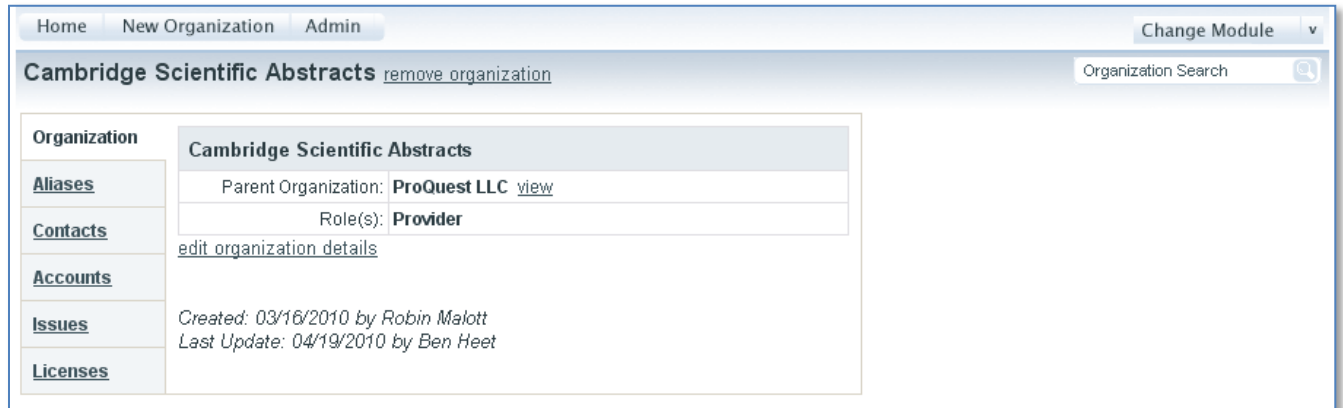 Home New Organization Admin Change Module v
Cambridge Scientific Abstracts remove organization Organization Search
Organization
Cambridge Scientific Abstracts
Aliases
Parent Organization: ProQuest LLC view
Role(s): Provider
Contacts
edit organization details
Accounts
Created: 03/16/2010 by Robin Malott
Issues
Last Update: 04/19/2010 by Ben Heet
Licenses